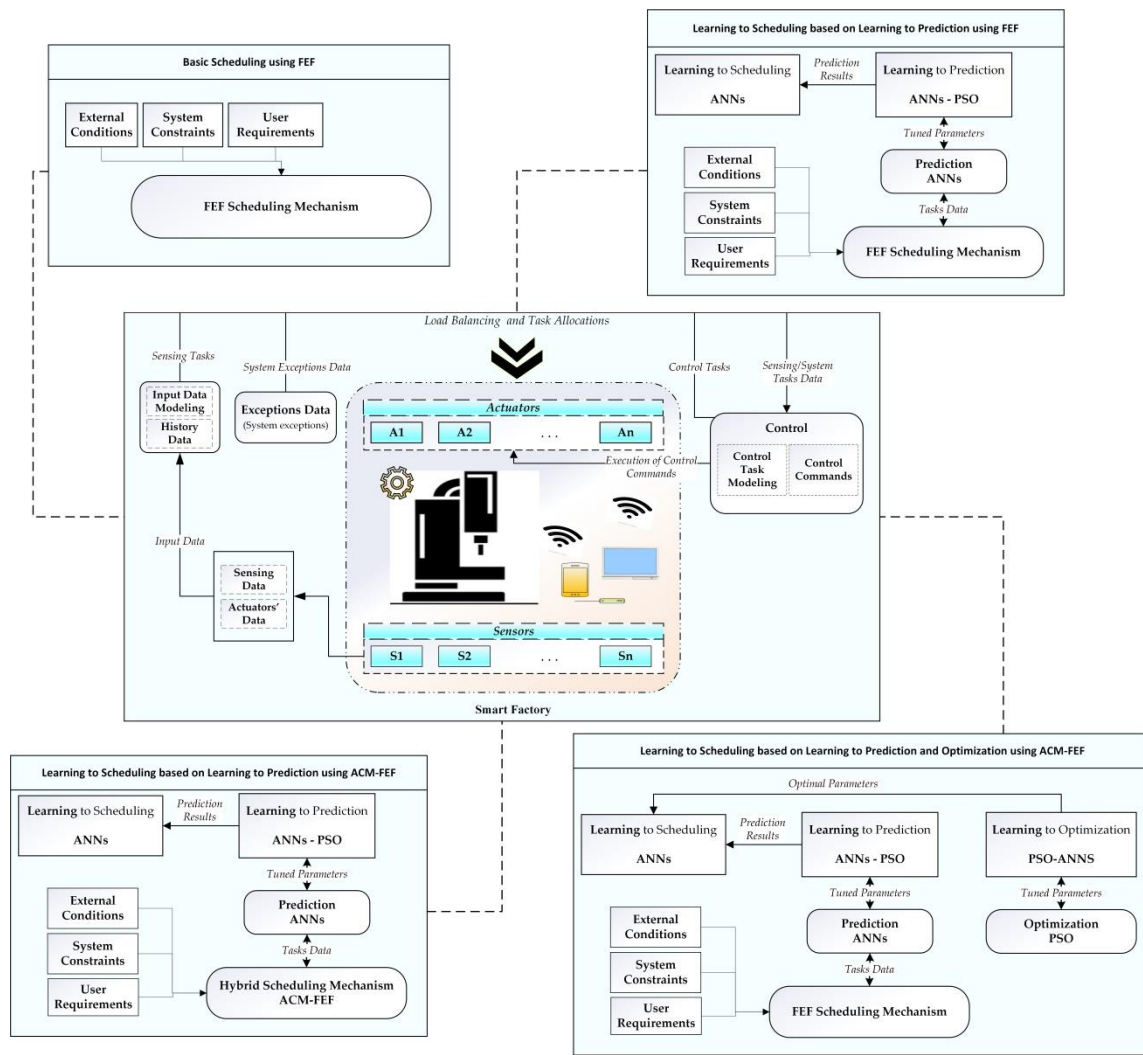 Basic Scheduling using FEF
External
Conditions
System
Constraints
User
Requirements
FEF Scheduling Mechanism
Learning to Scheduling based on Learning to Prediction using FEF
Learning to Scheduling
ANNs
Prediction
Results
Learning to Prediction
ANNs - PSO
Tuned Parameters
Prediction
ANNs
Tasks Data
External
Conditions
System
Constraints
User
Requirements
FEF Scheduling Mechanism
Load Balancing and Task Allocations
Sensing Tasks
System Exceptions Data
Control Tasks
Sensing/System
Tasks Data
Input Data
Modeling
History
Data
Exceptions Data
(System exceptions)
Actuators
A1
A2
. . .
An
Control
Control
Task
Modeling
Control
Commands
Execution of Control
Commands
Input Data
Sensing
Data
Actuators'
Data
Sensors
S1
S2
. . .
Sn
Smart Factory
Learning to Scheduling based on Learning to Prediction using ACM-FEF
Learning to Scheduling
ANNs
Prediction
Results
Learning to Prediction
ANNs - PSO
Tuned Parameters
Prediction
ANNs
Tasks Data
External
Conditions
System
Constraints
User
Requirements
Hybrid Scheduling Mechanism
ACM-FEF
Learning to Scheduling based on Learning to Prediction and Optimization using ACM-FEF
Optimal Parameters
Learning to Scheduling
ANNs
Prediction
Results
Learning to Prediction
ANNs - PSO
Learning to Optimization
PSO-ANNS
Tuned Parameters
Tuned Parameters
Prediction
ANNs
Optimization
PSO
Tasks Data
External
Conditions
System
Constraints
User
Requirements
FEF Scheduling Mechanism